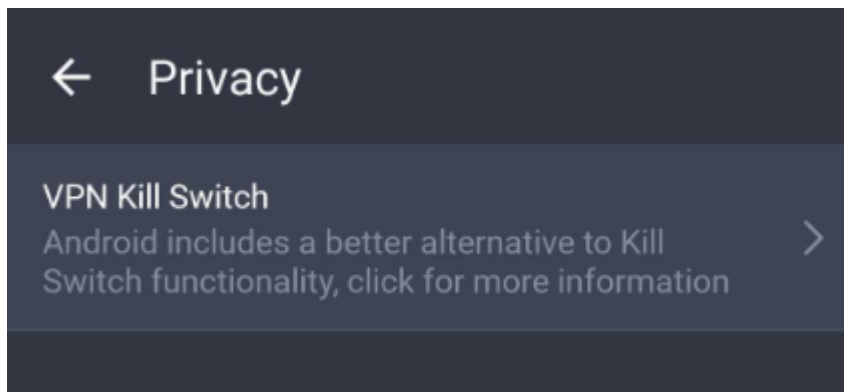 Privacy
VPN Kill Switch
Android includes a better alternative to Kill
Switch functionality, click for more information